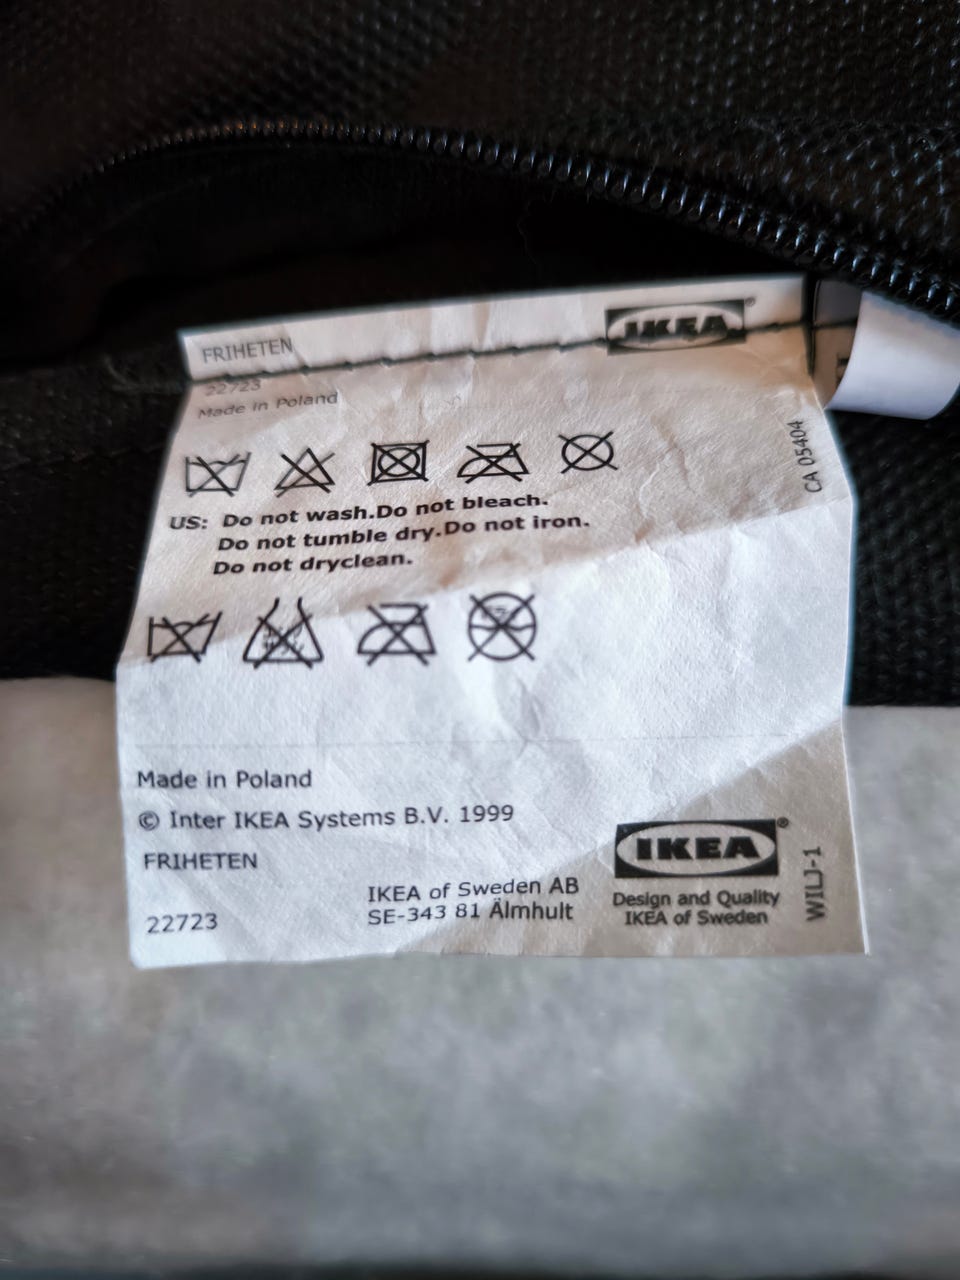 FRIHETEN
IKEA®
22723
Made in Poland
CA 05404
US: Do not wash.Do not bleach.
Do not tumble dry.Do not iron.
Do not dryclean.
Made in Poland
© Inter IKEA Systems B.V. 1999
FRIHETEN
22723
IKEA of Sweden AB
SE-343 81 Älmhult
IKEA®
Design and Quality
IKEA of Sweden
WILJ-1